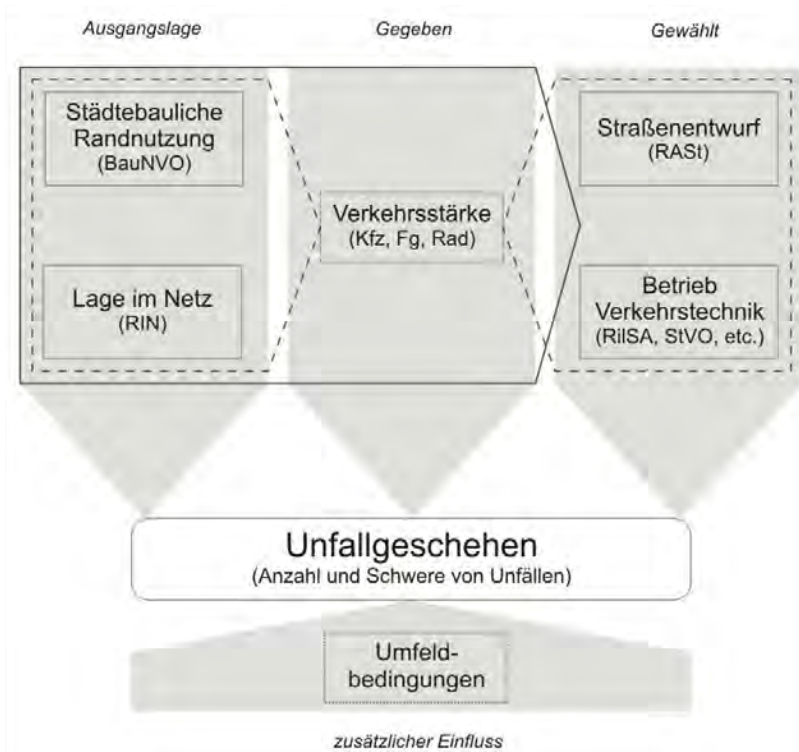 Ausgangslage
Gegeben
Gewählt
Städtebauliche
Randnutzung
(BauNVO)
Straßenentwurf
(RASt)
Verkehrsstärke
(Kfz, Fg, Rad)
Lage im Netz
(RIN)
Betrieb
Verkehrstechnik
(RilSA, StVO, etc.)
Unfallgeschehen
(Anzahl und Schwere von Unfällen)
Umfeld-
bedingungen
zusätzlicher Einfluss